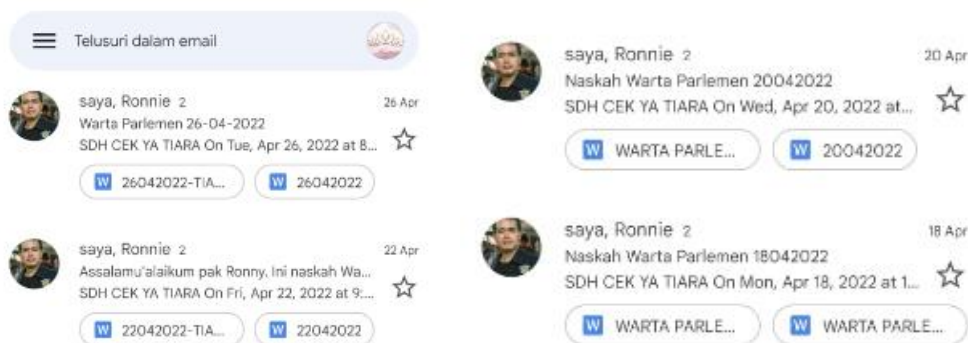 Telusuri dalam email
saya, Ronnie 2
26 Apr
Warta Parlemen 26-04-2022
SDH CEK YA TIARA On Tue, Apr 26, 2022 at 8...
W 26042022-TIA...
W 26042022
saya, Ronnie 2
22 Apr
Assalamu'alaikum pak Ronny. Ini naskah Wa...
SDH CEK YA TIARA On Fri, Apr 22, 2022 at 9:...
W 22042022-TIA...
W 22042022
saya, Ronnie 2
20 Apr
Naskah Warta Parlemen 20042022
SDH CEK YA TIARA On Wed, Apr 20, 2022 at...
W WARTA PARLE...
W 20042022
saya, Ronnie 2
18 Apr
Naskah Warta Parlemen 18042022
SDH CEK YA TIARA On Mon, Apr 18, 2022 at 1...
W WARTA PARLE...
W WARTA PARLE...